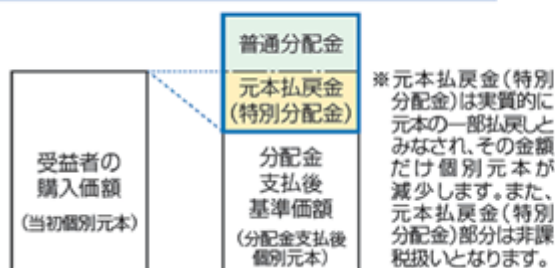 普通分配金
元本払戻金
(特別分配金)
受益者の
購入価額
(当初個別元本)
分配金
支払後
基準価額
(分配金支払後
個別元本)
※元本払戻金(特別
分配金)は実質的に
元本の一部払戻しと
みなされ、その金額
だけ個別元本が
減少します。また、
元本払戻金(特別
分配金)部分は非課
税扱いとなります。